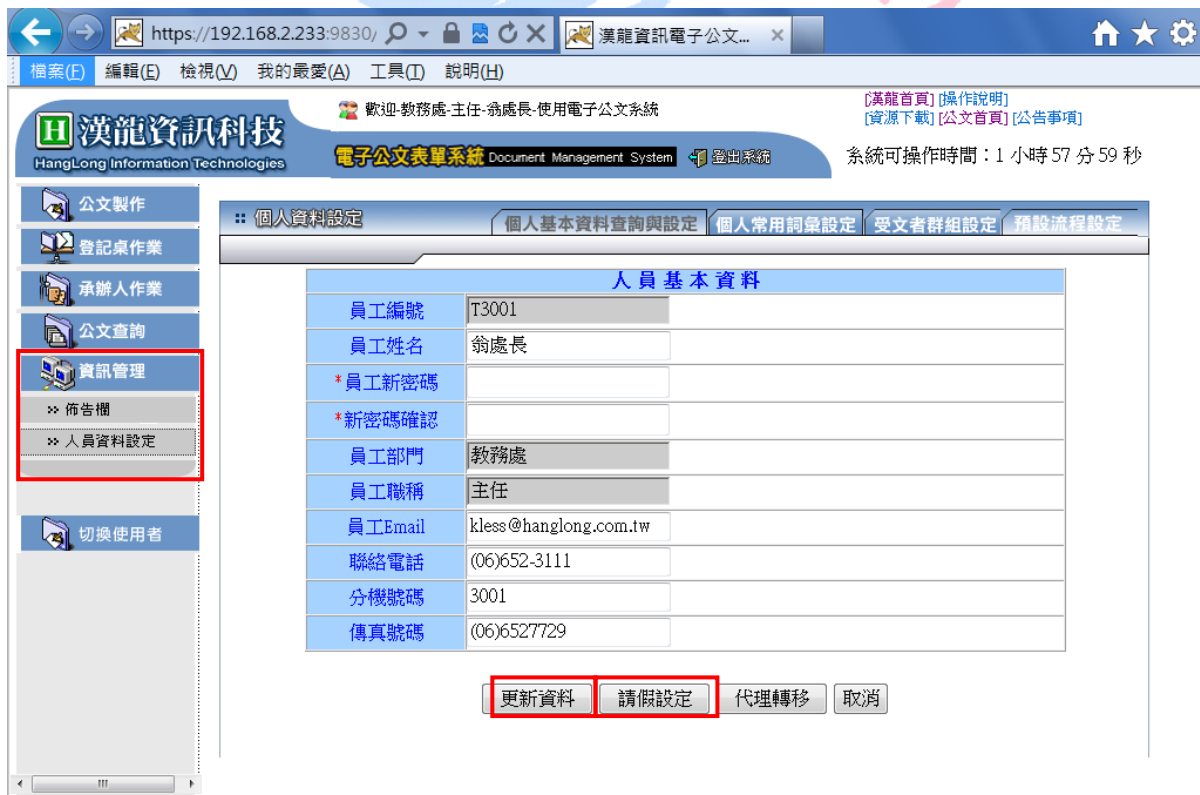 https://192.168.2.233:9830/
漢龍資訊電子公文...
檔案(F) 編輯(E) 檢視(V) 我的最愛(A) 工具(T) 說明(H)
H 漢龍資訊科技
HangLong Information Technologies
歡迎-教務處-主任-翁處長-使用電子公文系統
[漢龍首頁] [操作說明]
[資源下載] [公文首頁] [公告事項]
電子公文表單系統 Document Management System 登出系統
系統可操作時間：1 小時 57 分 59 秒
公文製作
登記桌作業
承辦人作業
公文查詢
資訊管理
>> 佈告欄
>> 人員資料設定
切換使用者
:: 個人資料設定
個人基本資料查詢與設定 個人常用詞彙設定 受文者群組設定 預設流程設定
人 員 基 本 資 料
員工編號 T3001
員工姓名 翁處長
*員工新密碼
*新密碼確認
員工部門 教務處
員工職稱 主任
員工Email kless@hanglong.com.tw
聯絡電話 (06)652-3111
分機號碼 3001
傳真號碼 (06)6527729
更新資料 請假設定 代理轉移 取消